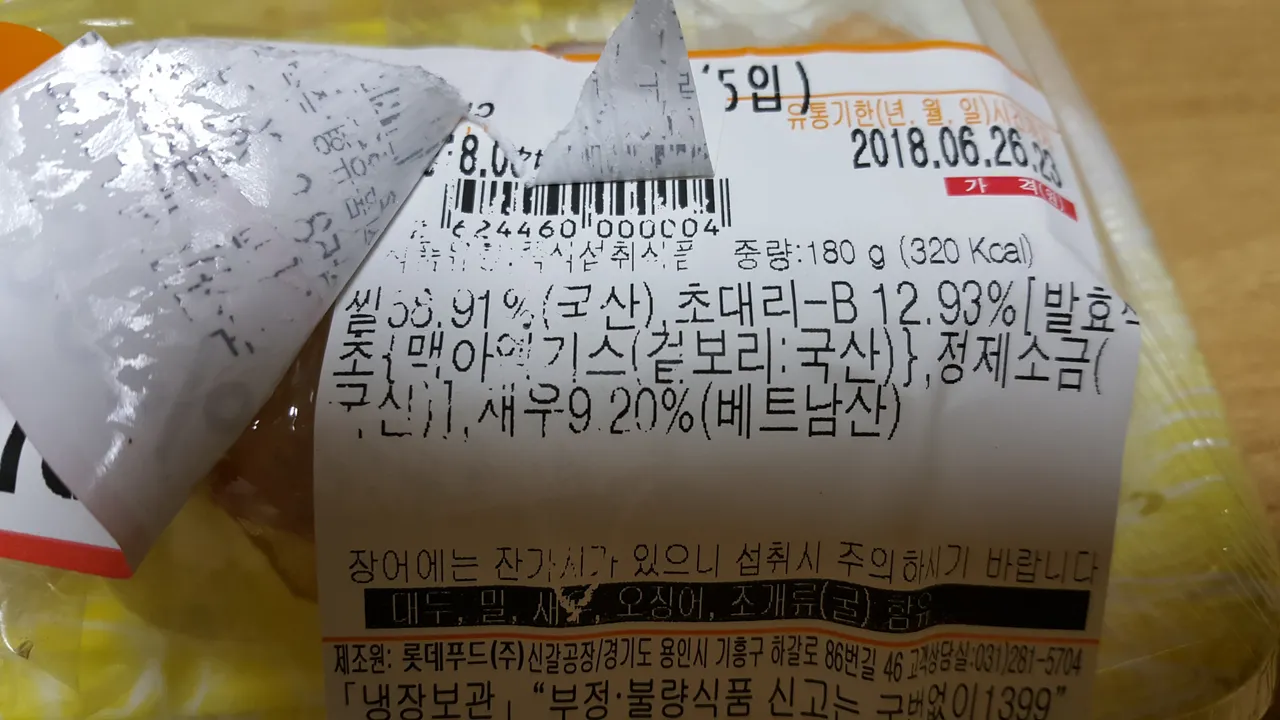 5입)
유통기한(년, 월, 일)시간
2018.06.26.23
8.0
가 격(원)
624460 000004
중량:180 g (320 Kcal)
.91%(국산), 초대리-B 12.93%[발효식
초{맥아엑기스(겉보리:국산)},정제소금(
국산)],새우9.20%(베트남산)
장어에는 잔가시가 있으니 섭취시 주의하시기 바랍니다
대두, 밀, 새우, 오징어, 조개류(굴) 함유
제조원: 롯데푸드(주)신갈공장/경기도 용인시 기흥구 하갈로 86번길 46 고객상담실:031)281-5704
「냉장보관」 “부정·불량식품 신고는 국번없이1399”